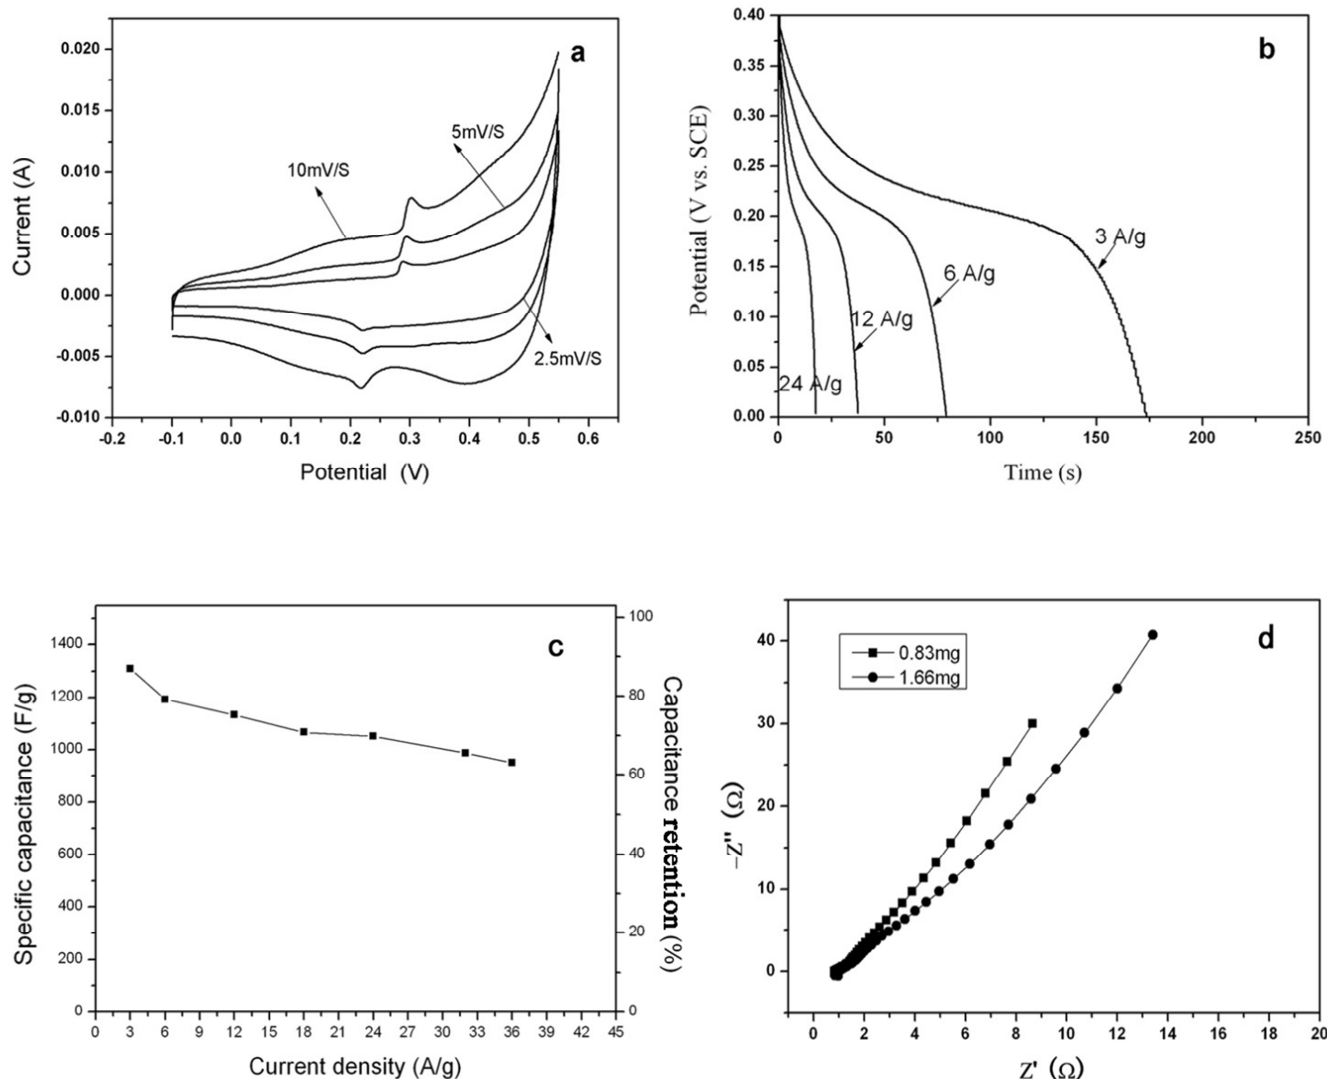 a
0.020
0.015
0.010
0.005
0.000
-0.005
-0.010
Current (A)
10mV/S
5mV/S
2.5mV/S
-0.2 -0.1 0.0 0.1 0.2 0.3 0.4 0.5 0.6
Potential (V)
b
0.40
0.35
0.30
0.25
0.20
0.15
0.10
0.05
0.00
Potential (V vs. SCE)
3 A/g
6 A/g
12 A/g
24 A/g
0 50 100 150 200 250
Time (s)
c
1400
1200
1000
800
600
400
200
0
Specific capacitance (F/g)
100
80
60
40
20
0
Capacitance retention (%)
0 3 6 9 12 15 18 21 24 27 30 33 36 39 42 45
Current density (A/g)
d
0.83mg
1.66mg
40
30
20
10
0
−Z'' (Ω)
0 2 4 6 8 10 12 14 16 18 20
Z' (Ω)